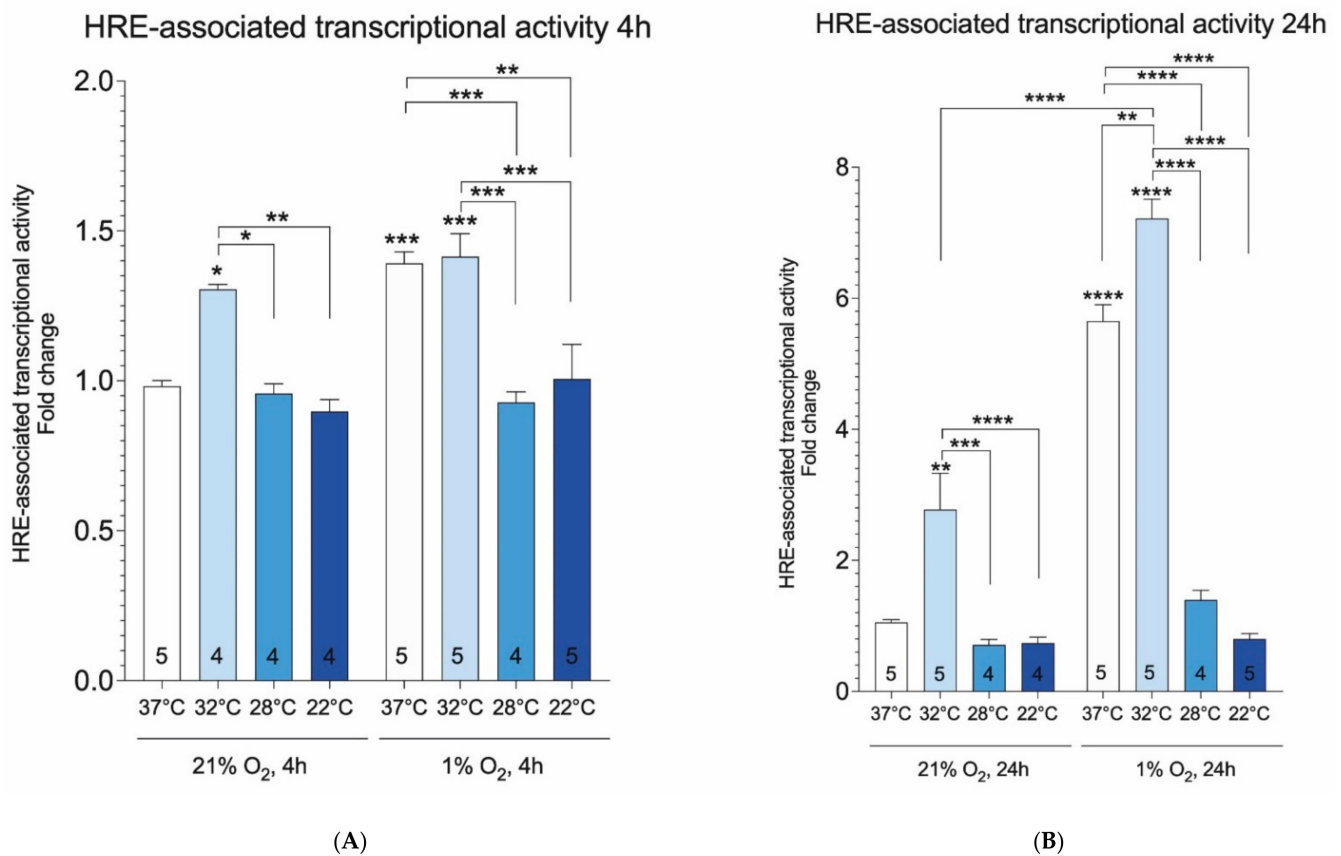 HRE-associated transcriptional activity 4h
HRE-associated transcriptional activity
Fold change
2.0
1.5
1.0
0.5
0.0
**
***
***
***
**
*
*
***
***
5 4 4 4 5 5 4 5
37°C 32°C 28°C 22°C 37°C 32°C 28°C 22°C
21% O₂, 4h 1% O₂, 4h
(A)
HRE-associated transcriptional activity 24h
HRE-associated transcriptional activity
Fold change
8
6
4
2
0
****
****
****
**
****
****
****
****
****
***
**
5 5 4 4 5 5 4 5
37°C 32°C 28°C 22°C 37°C 32°C 28°C 22°C
21% O₂, 24h 1% O₂, 24h
(B)